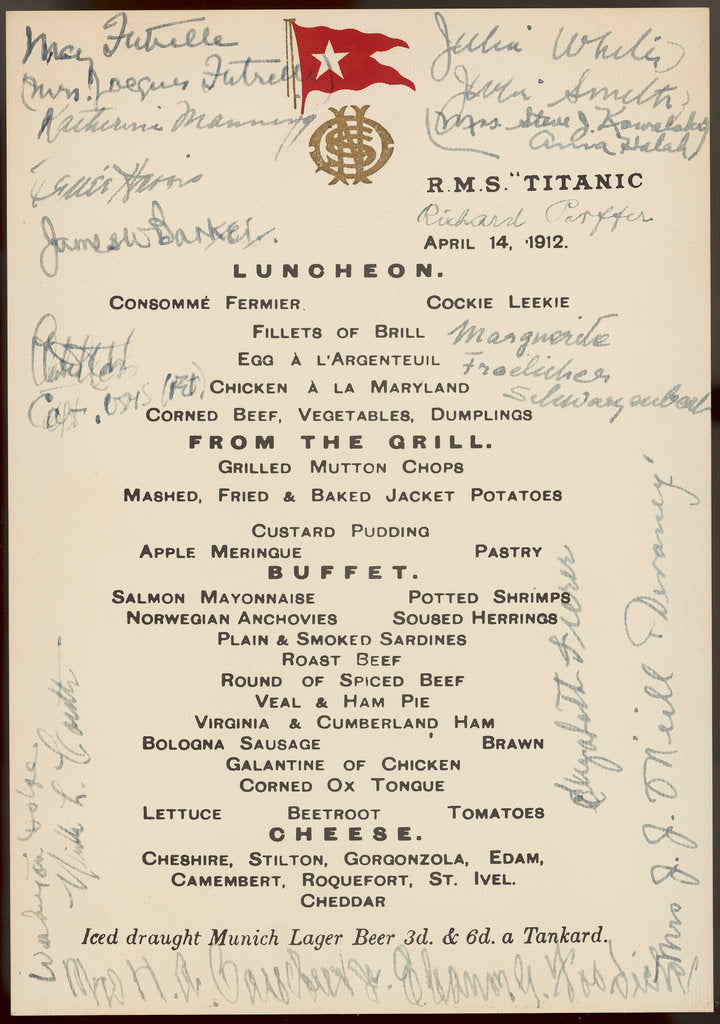 May Futrelle
(Mrs. Jacques Futrelle)
Katherine Manning
Julia
Smith,
(Mrs. Steve J. Kowalski
Anna
R.M.S. "TITANIC
Richard
James W Barker.
APRIL 14, 1912.
LUNCHEON.
CONSOMMÉ FERMIER. COCKIE LEEKIE
FILLETS OF BRILL
EGG À L'ARGENTEUIL
CHICKEN À LA MARYLAND
CORNED BEEF, VEGETABLES, DUMPLINGS
Marguerite
Frolicher
Capt.
FROM THE GRILL.
GRILLED MUTTON CHOPS
MASHED, FRIED & BAKED JACKET POTATOES
CUSTARD PUDDING
APPLE MERINGUE PASTRY
BUFFET.
SALMON MAYONNAISE POTTED SHRIMPS
NORWEGIAN ANCHOVIES SOUSED HERRINGS
PLAIN & SMOKED SARDINES
ROAST BEEF
ROUND OF SPICED BEEF
VEAL & HAM PIE
VIRGINIA & CUMBERLAND HAM
BOLOGNA SAUSAGE BRAWN
GALANTINE OF CHICKEN
CORNED OX TONGUE
LETTUCE BEETROOT TOMATOES
CHEESE.
CHESHIRE, STILTON, GORGONZOLA, EDAM,
CAMEMBERT, ROQUEFORT, ST. IVEL.
CHEDDAR
Iced draught Munich Lager Beer 3d. & 6d. a Tankard.
Washington Dodge.
Elizabeth
Mrs J. J. O'Neill Devaney